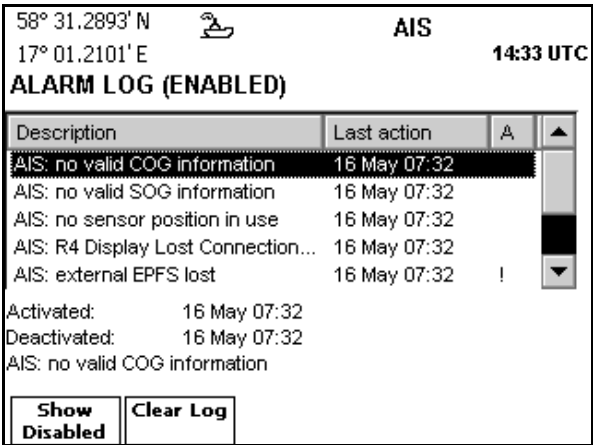 58° 31.2893' N
AIS
17° 01.2101' E
14:33 UTC
ALARM LOG (ENABLED)
Description Last action A
AIS: no valid COG information 16 May 07:32
AIS: no valid SOG information 16 May 07:32
AIS: no sensor position in use 16 May 07:32
AIS: R4 Display Lost Connection... 16 May 07:32
AIS: external EPFS lost 16 May 07:32 !
Activated: 16 May 07:32
Deactivated: 16 May 07:32
AIS: no valid COG information
Show Disabled
Clear Log